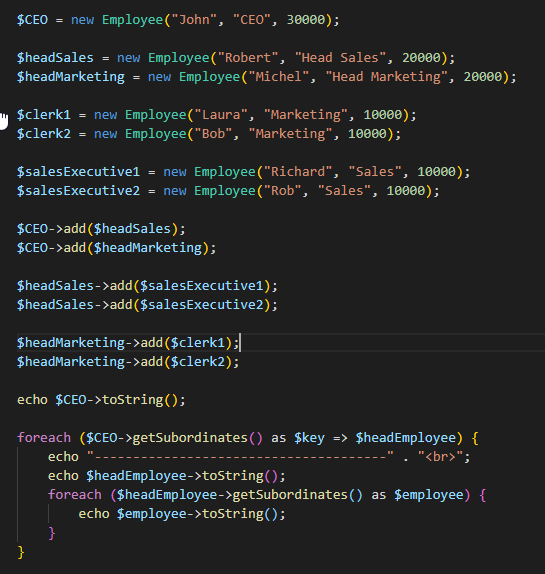 $CEO = new Employee("John", "CEO", 30000);
$headSales = new Employee("Robert", "Head Sales", 20000);
$headMarketing = new Employee("Michel", "Head Marketing", 20000);
$clerk1 = new Employee("Laura", "Marketing", 10000);
$clerk2 = new Employee("Bob", "Marketing", 10000);
$salesExecutive1 = new Employee("Richard", "Sales", 10000);
$salesExecutive2 = new Employee("Rob", "Sales", 10000);
$CEO->add($headSales);
$CEO->add($headMarketing);
$headSales->add($salesExecutive1);
$headSales->add($salesExecutive2);
$headMarketing->add($clerk1);
$headMarketing->add($clerk2);
echo $CEO->toString();
foreach ($CEO->getSubordinates() as $key => $headEmployee) {
    echo "--------------------------------------" . "<br>";
    echo $headEmployee->toString();
    foreach ($headEmployee->getSubordinates() as $employee) {
        echo $employee->toString();
    }
}